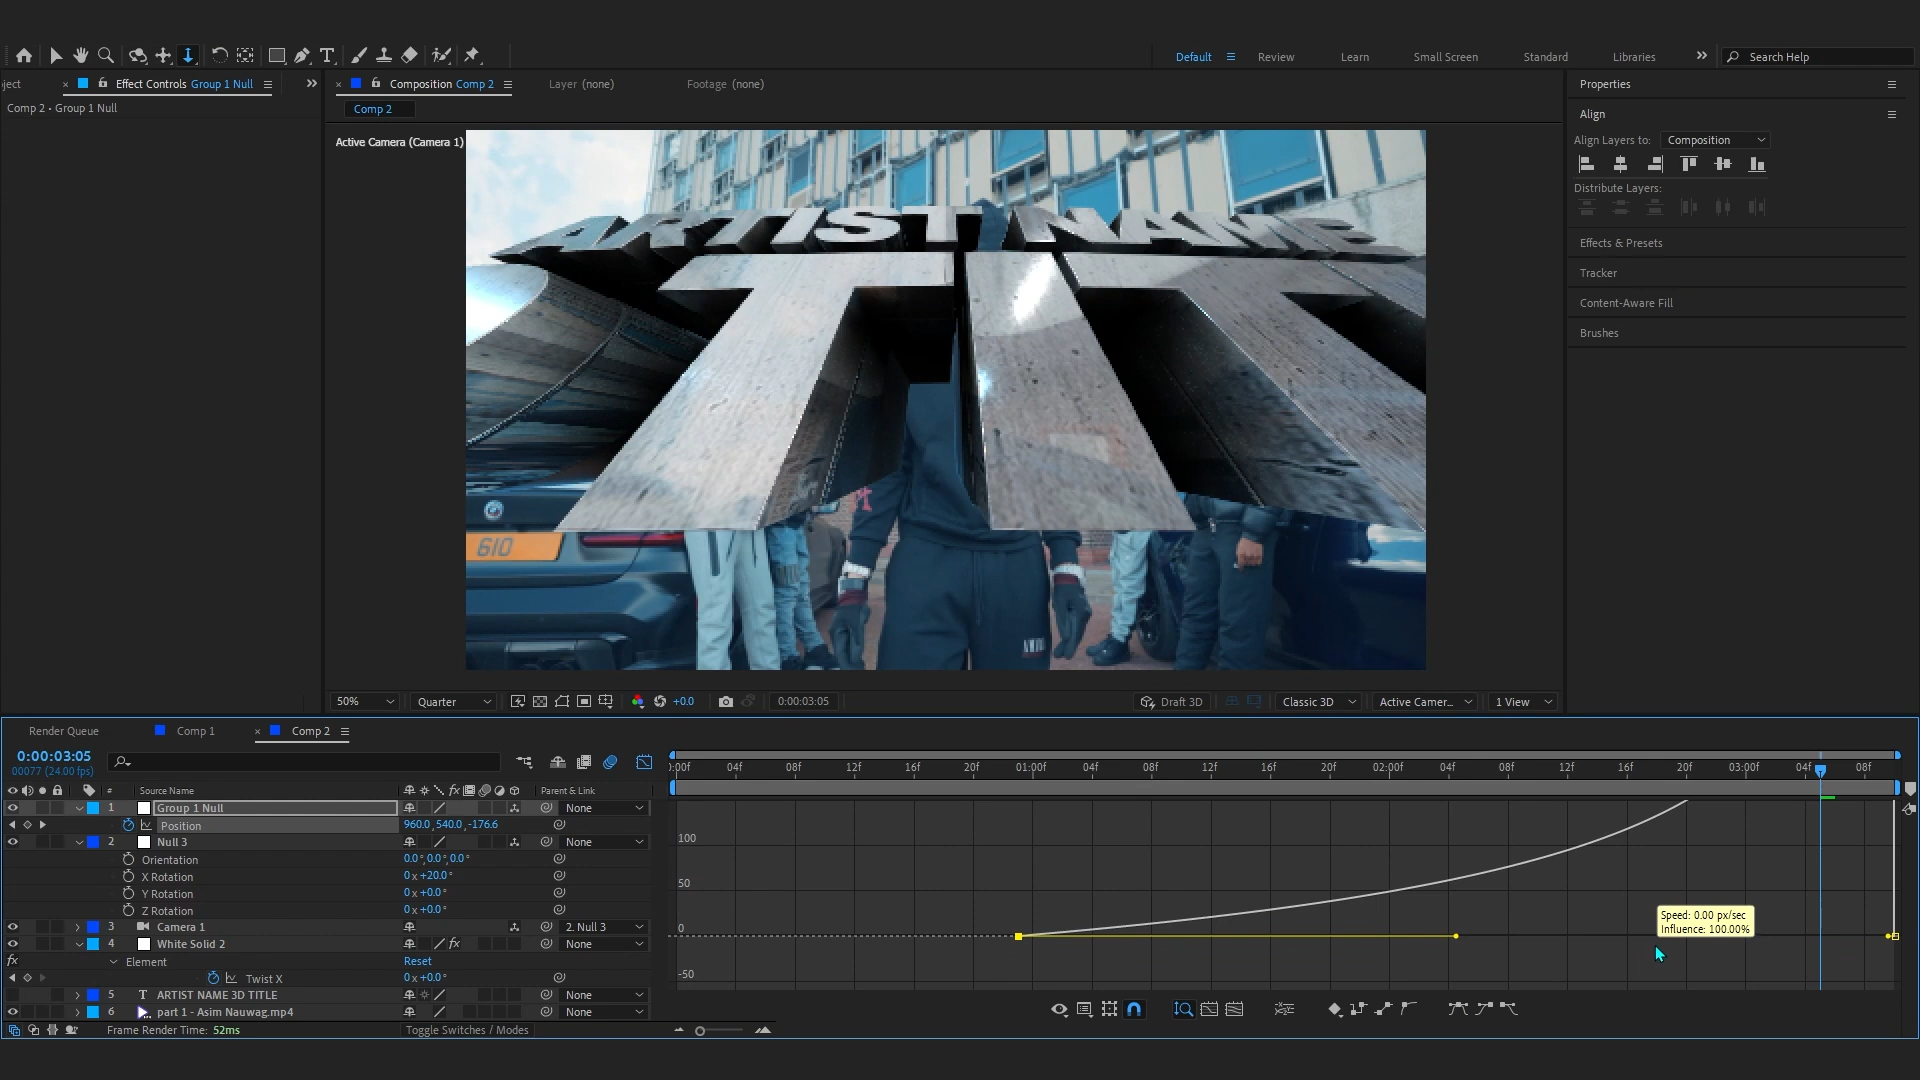 Default
Review
Learn
Small Screen
Standard
Libraries
Search Help
ject
Effect Controls Group 1 Null
Composition Comp 2
Layer (none)
Footage (none)
Properties
Comp 2 • Group 1 Null
Comp 2
Align
Active Camera (Camera 1)
Align Layers to:
Composition
Distribute Layers:
Effects & Presets
Tracker
Content-Aware Fill
Brushes
ARTIST NAME
TIT
610
50%
Quarter
+0.0
0:00:03:05
Draft 3D
Classic 3D
Active Camer...
1 View
Render Queue
Comp 1
Comp 2
0:00:03:05
00077 (24.00 fps)
:00f
04f
08f
12f
16f
20f
01:00f
04f
08f
12f
16f
20f
02:00f
04f
08f
12f
16f
20f
03:00f
04f
08f
#
Source Name
fx
Parent & Link
1
Group 1 Null
None
Position
960.0,540.0,-176.6
2
Null 3
None
Orientation
0.0°,0.0°,0.0°
X Rotation
0x+20.0°
Y Rotation
0x+0.0°
Z Rotation
0x+0.0°
3
Camera 1
2. Null 3
4
White Solid 2
fx
None
fx
Element
Reset
Twist X
0x+0.0°
5
T
ARTIST NAME 3D TITLE
None
6
part 1 - Asim Nauwag.mp4
None
Frame Render Time: 52ms
Toggle Switches / Modes
100
50
0
-50
Speed: 0.00 px/sec
Influence: 100.00%